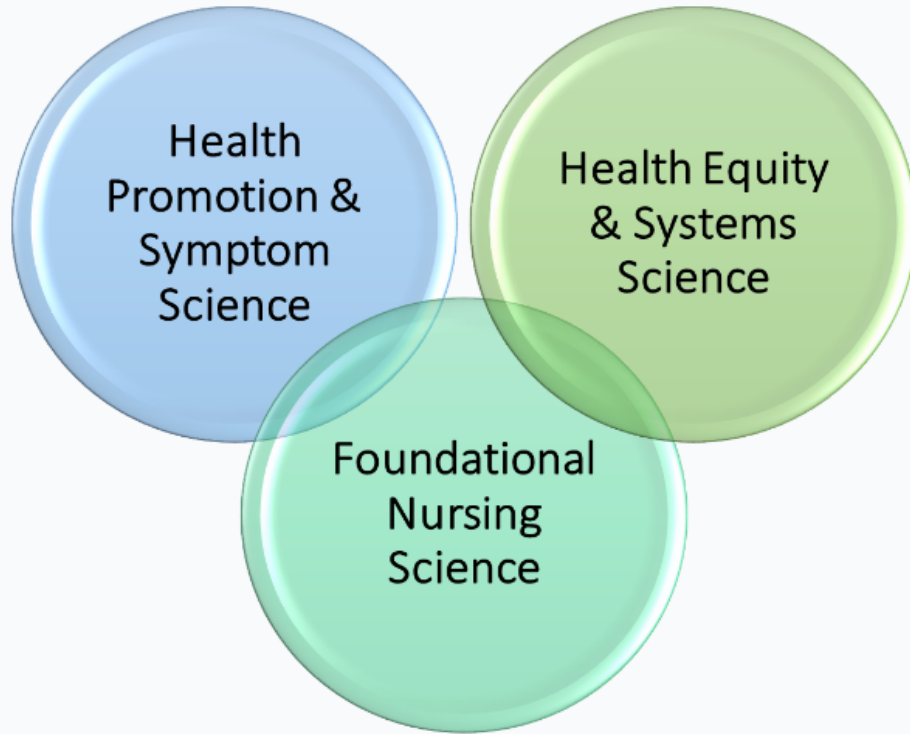 Health
Promotion &
Symptom
Science
Health Equity
& Systems
Science
Foundational
Nursing
Science